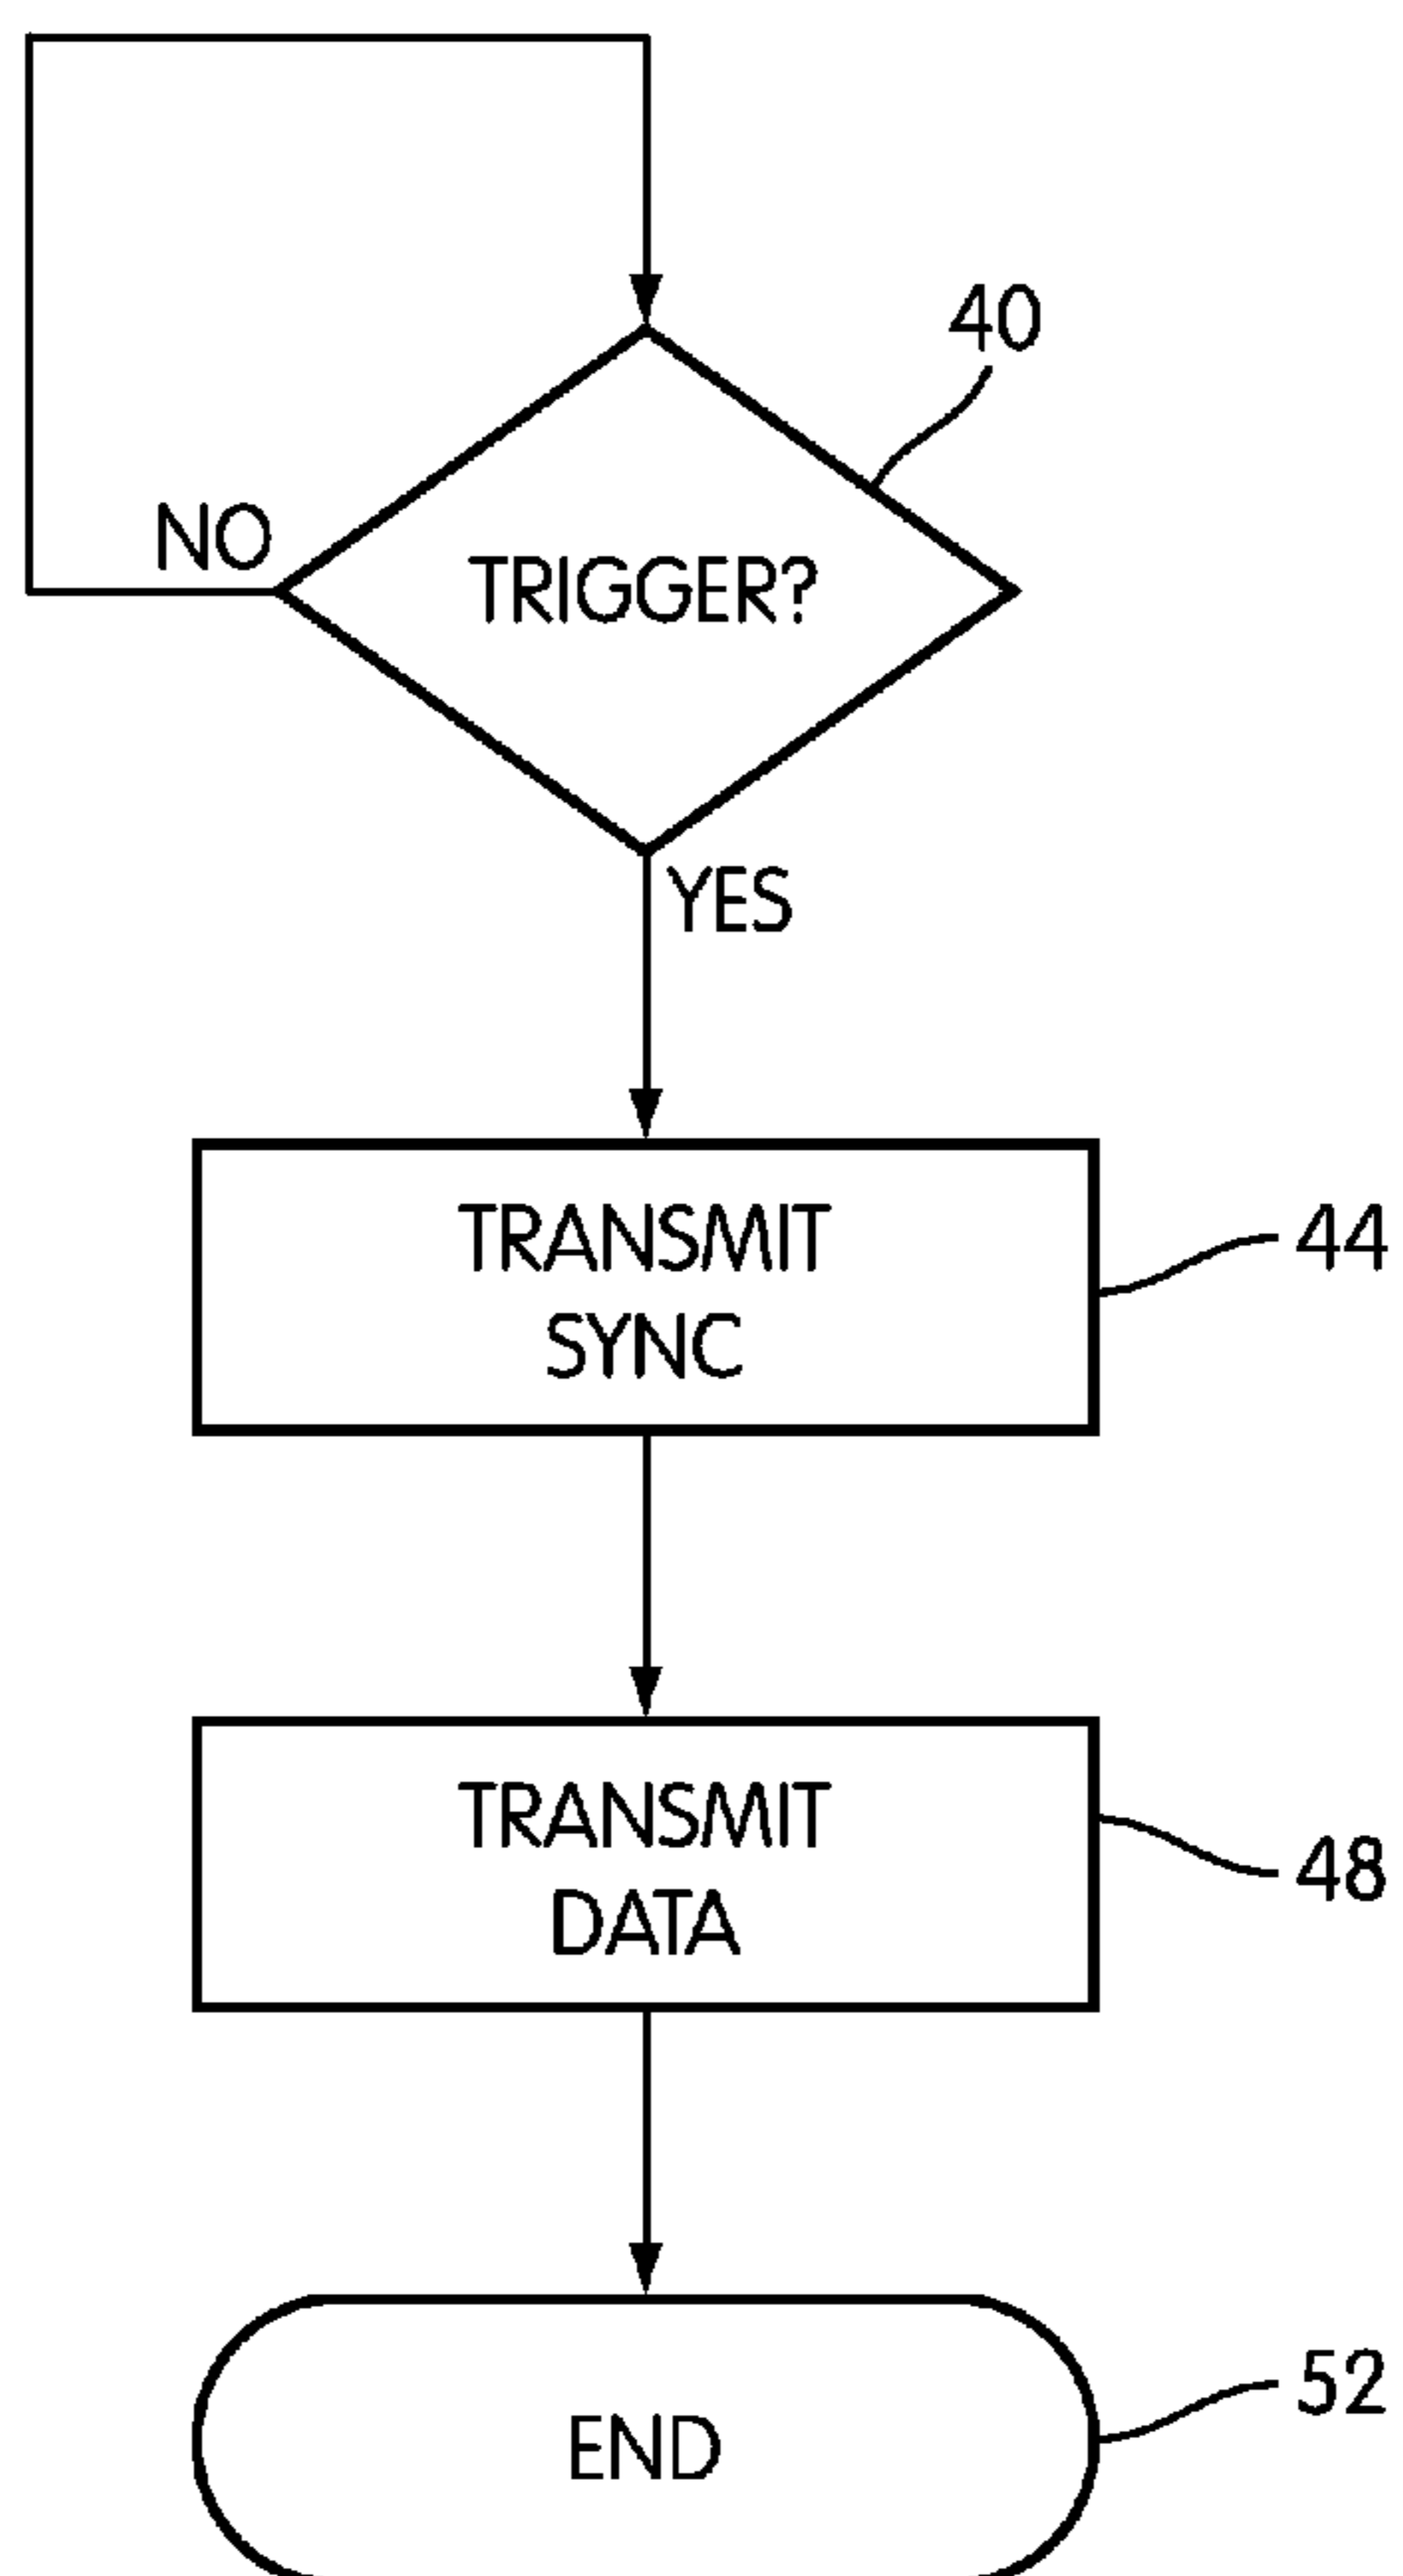 40
NO
TRIGGER?
YES
TRANSMIT
SYNC
44
TRANSMIT
DATA
48
END
52